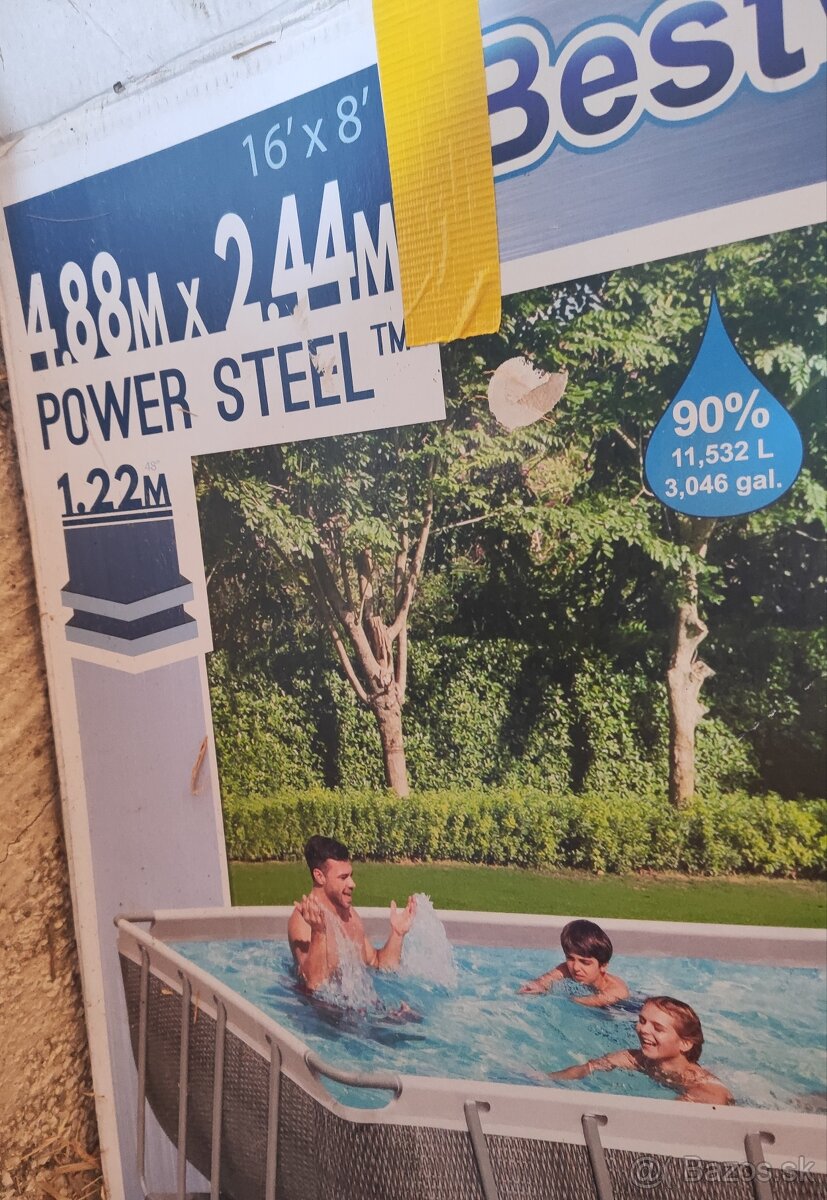 Best
16' x 8'
4.88M x 2.44M
POWER STEEL™
48"
1.22M
90%
11,532 L
3,046 gal.
@ Bazos.sk